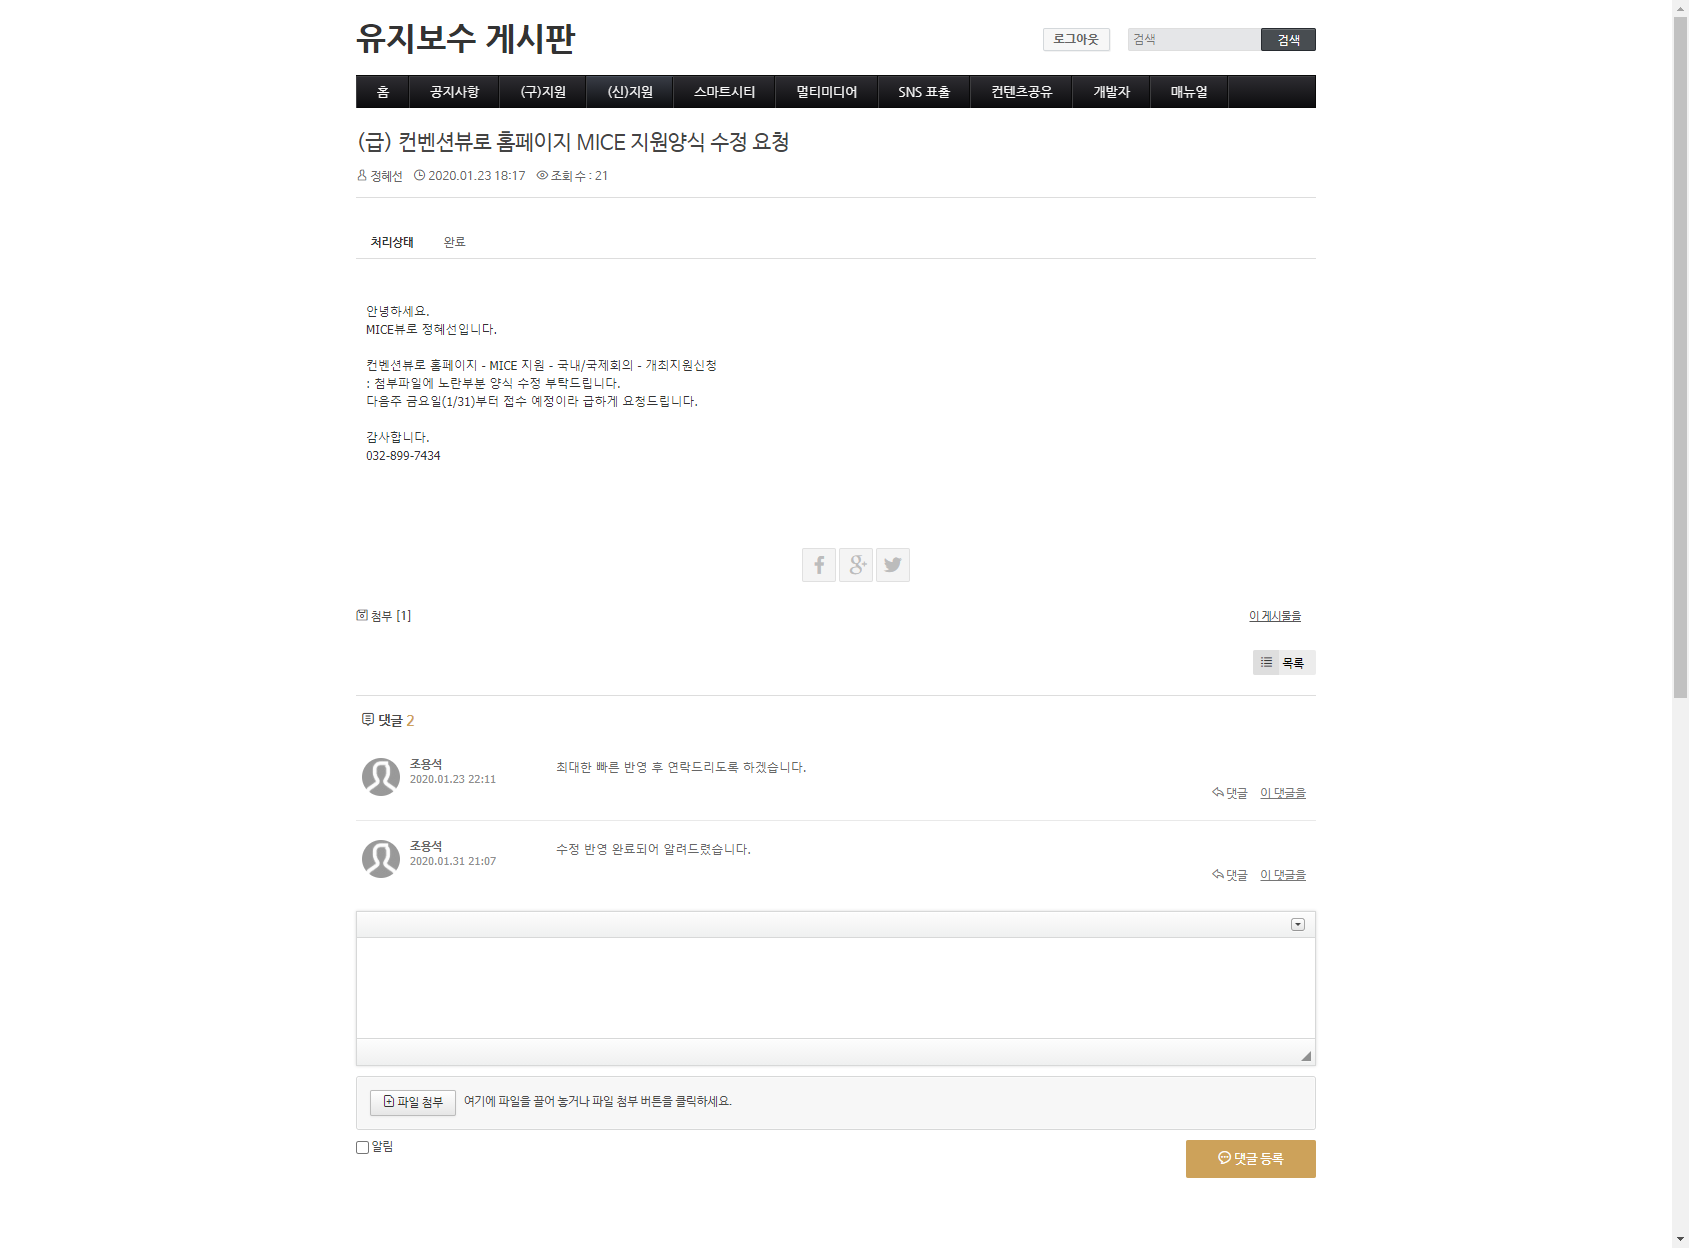 유지보수 게시판
로그아웃 검색 검색
홈 공지사항 (구)지원 (신)지원 스마트시티 멀티미디어 SNS 표출 컨텐츠공유 개발자 매뉴얼
(급) 컨벤션뷰로 홈페이지 MICE 지원양식 수정 요청
정혜선 2020.01.23 18:17 조회 수 : 21
처리상태 완료
안녕하세요.
MICE뷰로 정혜선입니다.
컨벤션뷰로 홈페이지 - MICE 지원 - 국내/국제회의 - 개최지원신청
: 첨부파일에 노란부분 양식 수정 부탁드립니다.
다음주 금요일(1/31)부터 접수 예정이라 급하게 요청드립니다.
감사합니다.
032-899-7434
첨부 [1] 이 게시물을
목록
댓글 2
조용석 최대한 빠른 반영 후 연락드리도록 하겠습니다.
2020.01.23 22:11
댓글 이 댓글을
조용석 수정 반영 완료되어 알려드렸습니다.
2020.01.31 21:07
댓글 이 댓글을
파일 첨부 여기에 파일을 끌어 놓거나 파일 첨부 버튼을 클릭하세요.
알림
댓글 등록